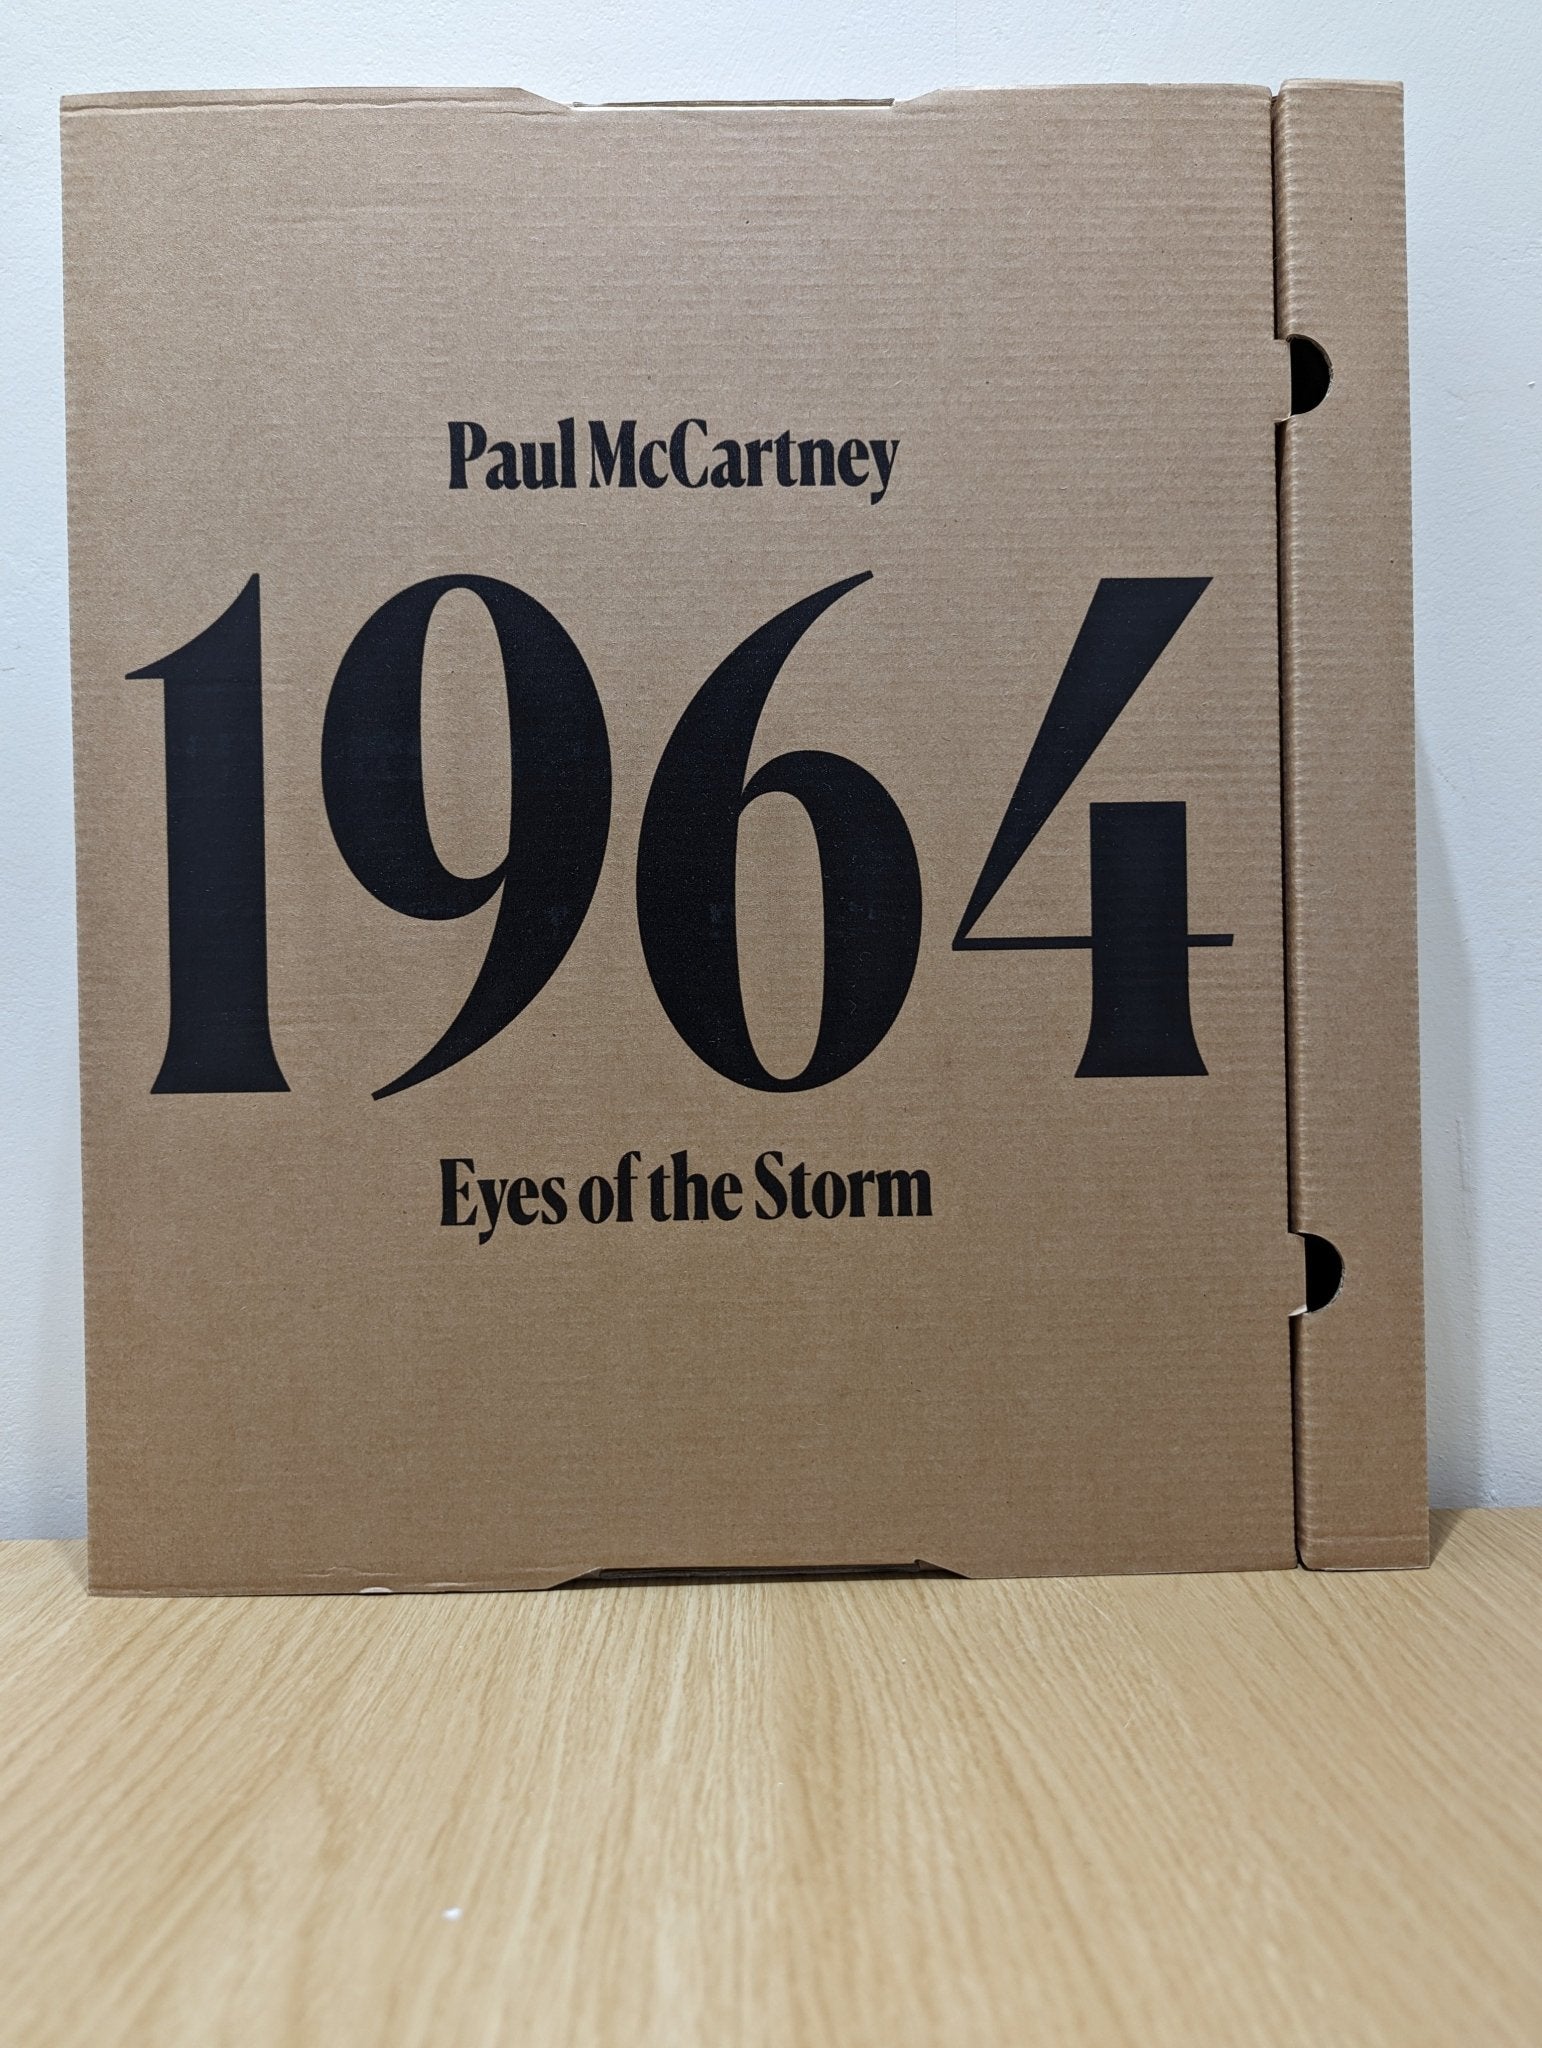 Paul McCartney
1964
Eyes of the Storm